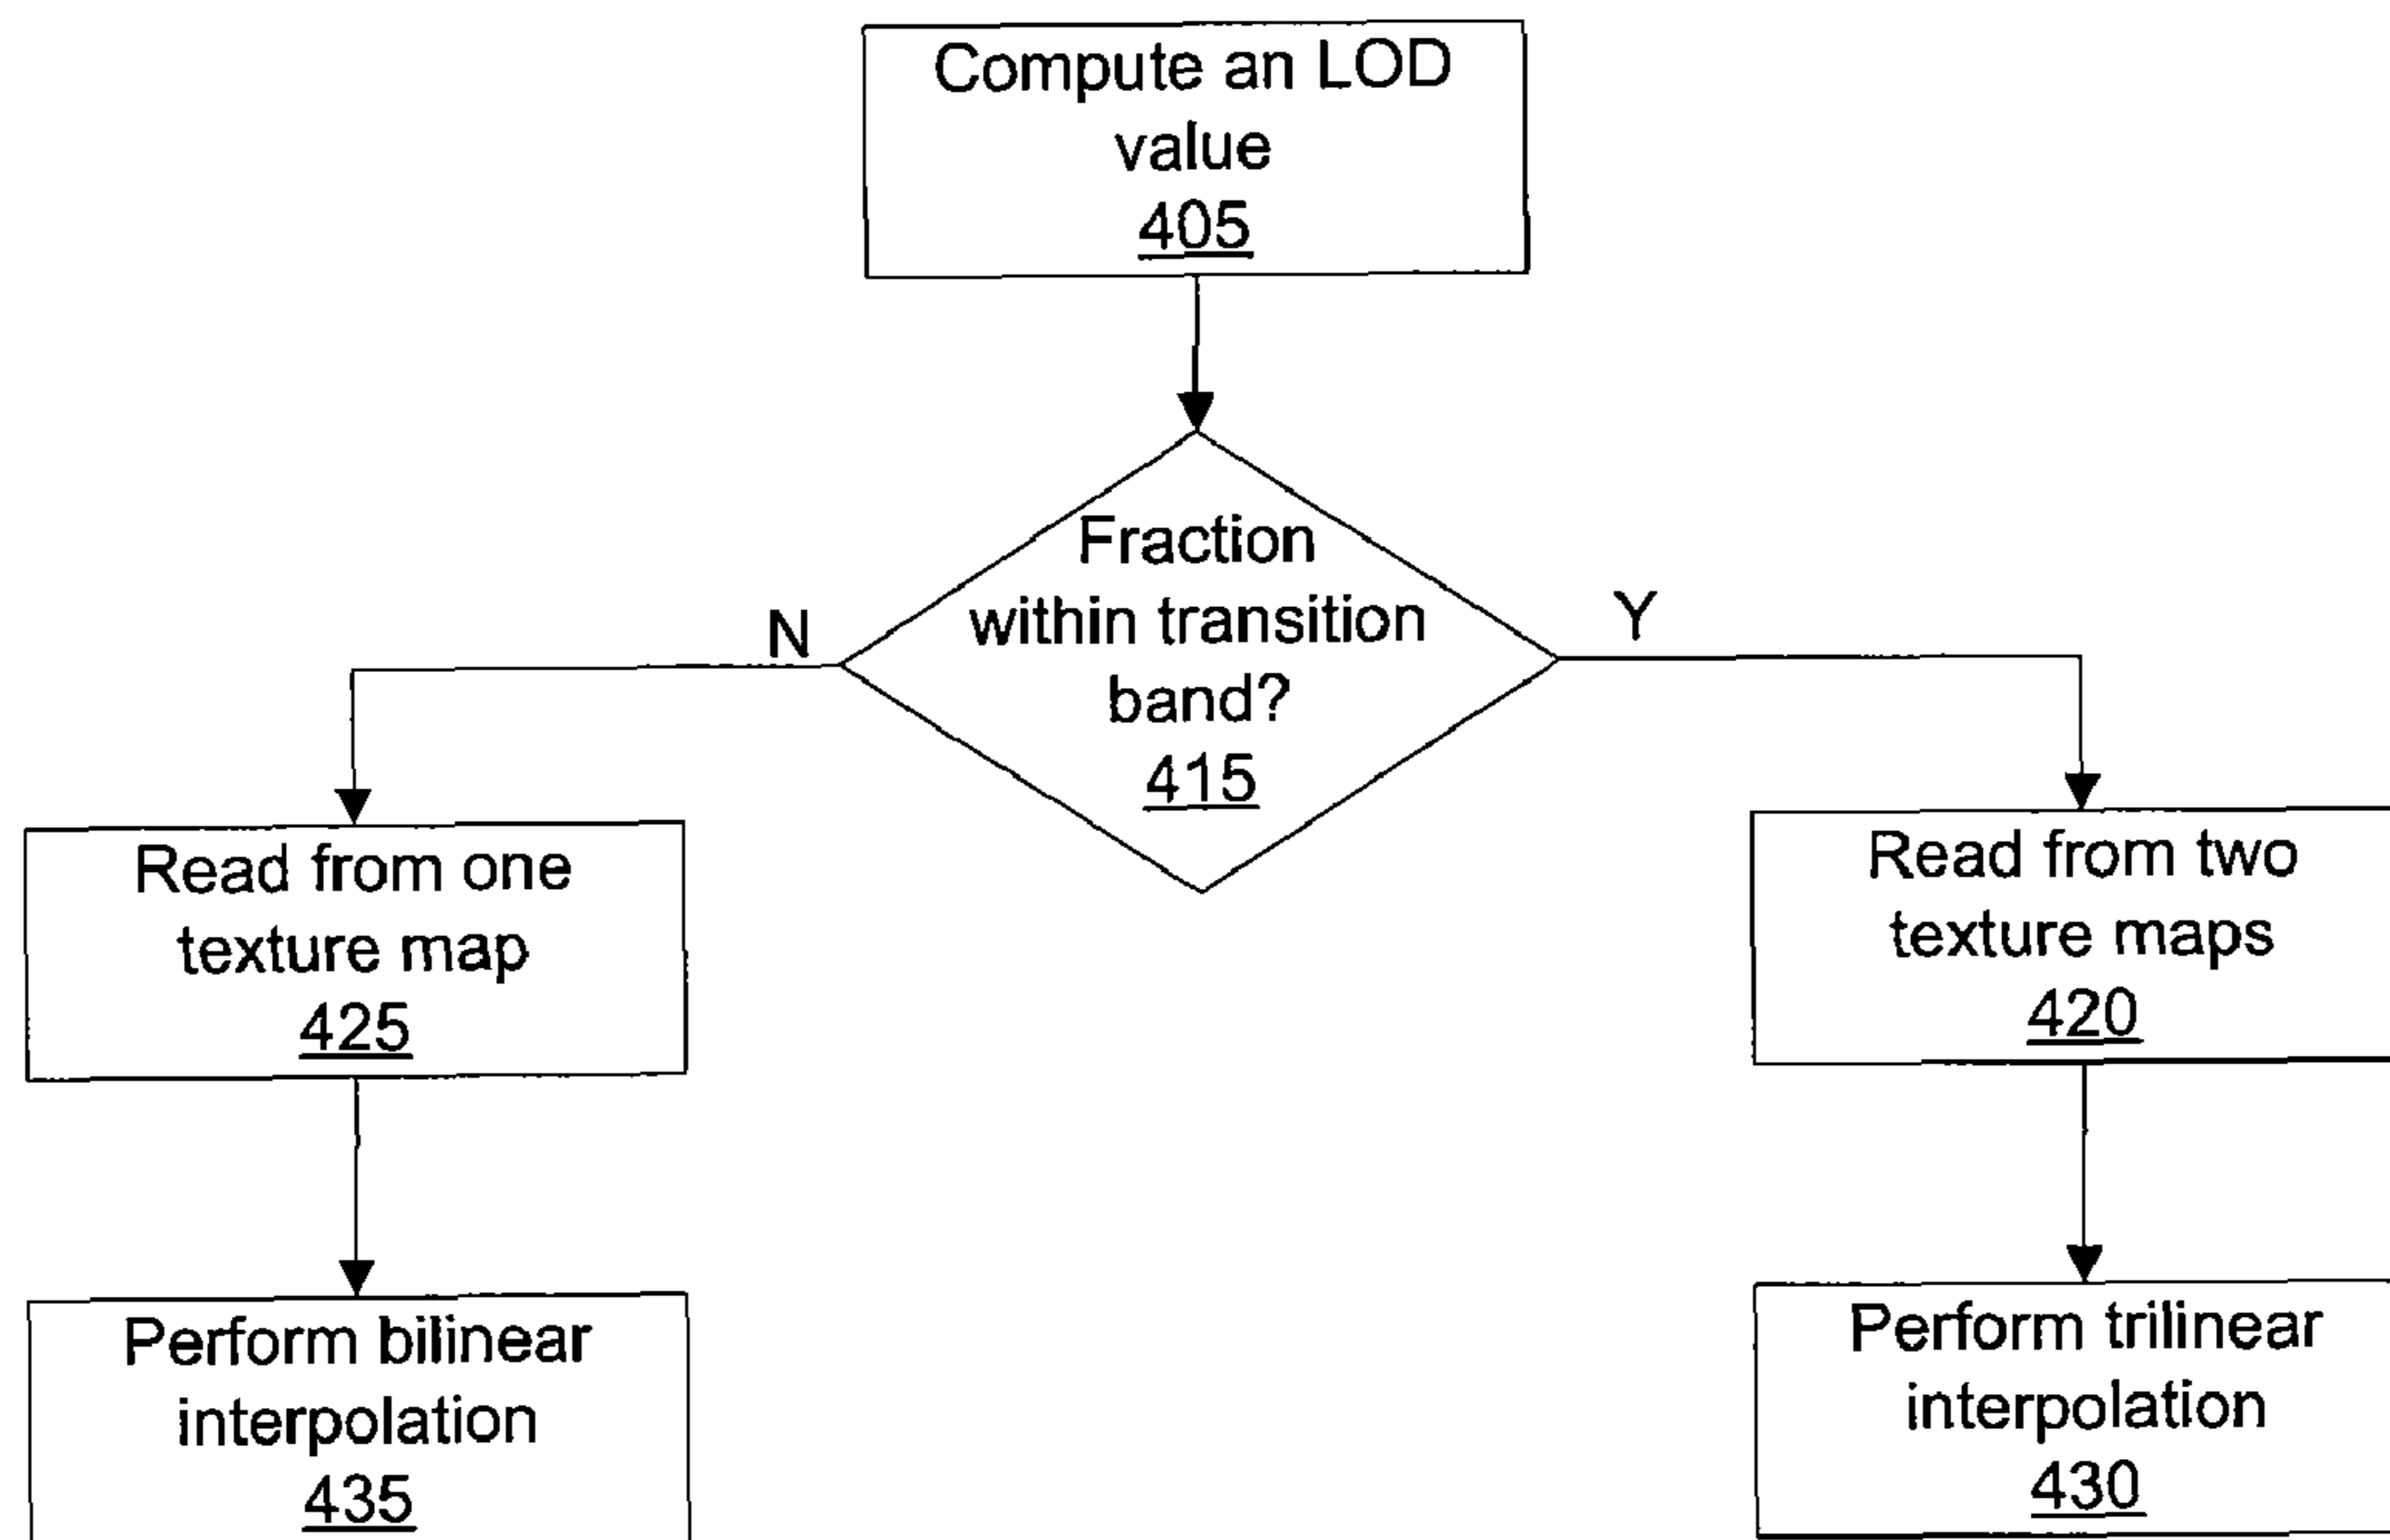 Compute an LOD
value
405
Fraction
within transition
band?
415
N
Y
Read from one
texture map
425
Read from two
texture maps
420
Perform bilinear
interpolation
435
Perform trilinear
interpolation
430